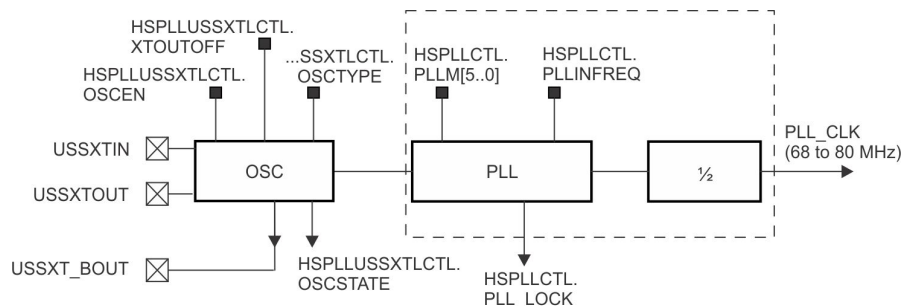 HSPLLUSSXTLCTL.
XTOUTOFF
...SSXTLCTL.
OSCTYPE
HSPLLCTL.
PLLM[5..0]
HSPLLCTL.
PLLINFREQ
HSPLLUSSXTLCTL.
OSCEN
USSXTIN
OSC
PLL
½
PLL_CLK
(68 to 80 MHz)
USSXTOUT
USSXT_BOUT
HSPLLUSSXTLCTL.
OSCSTATE
HSPLLCTL.
PLL_LOCK